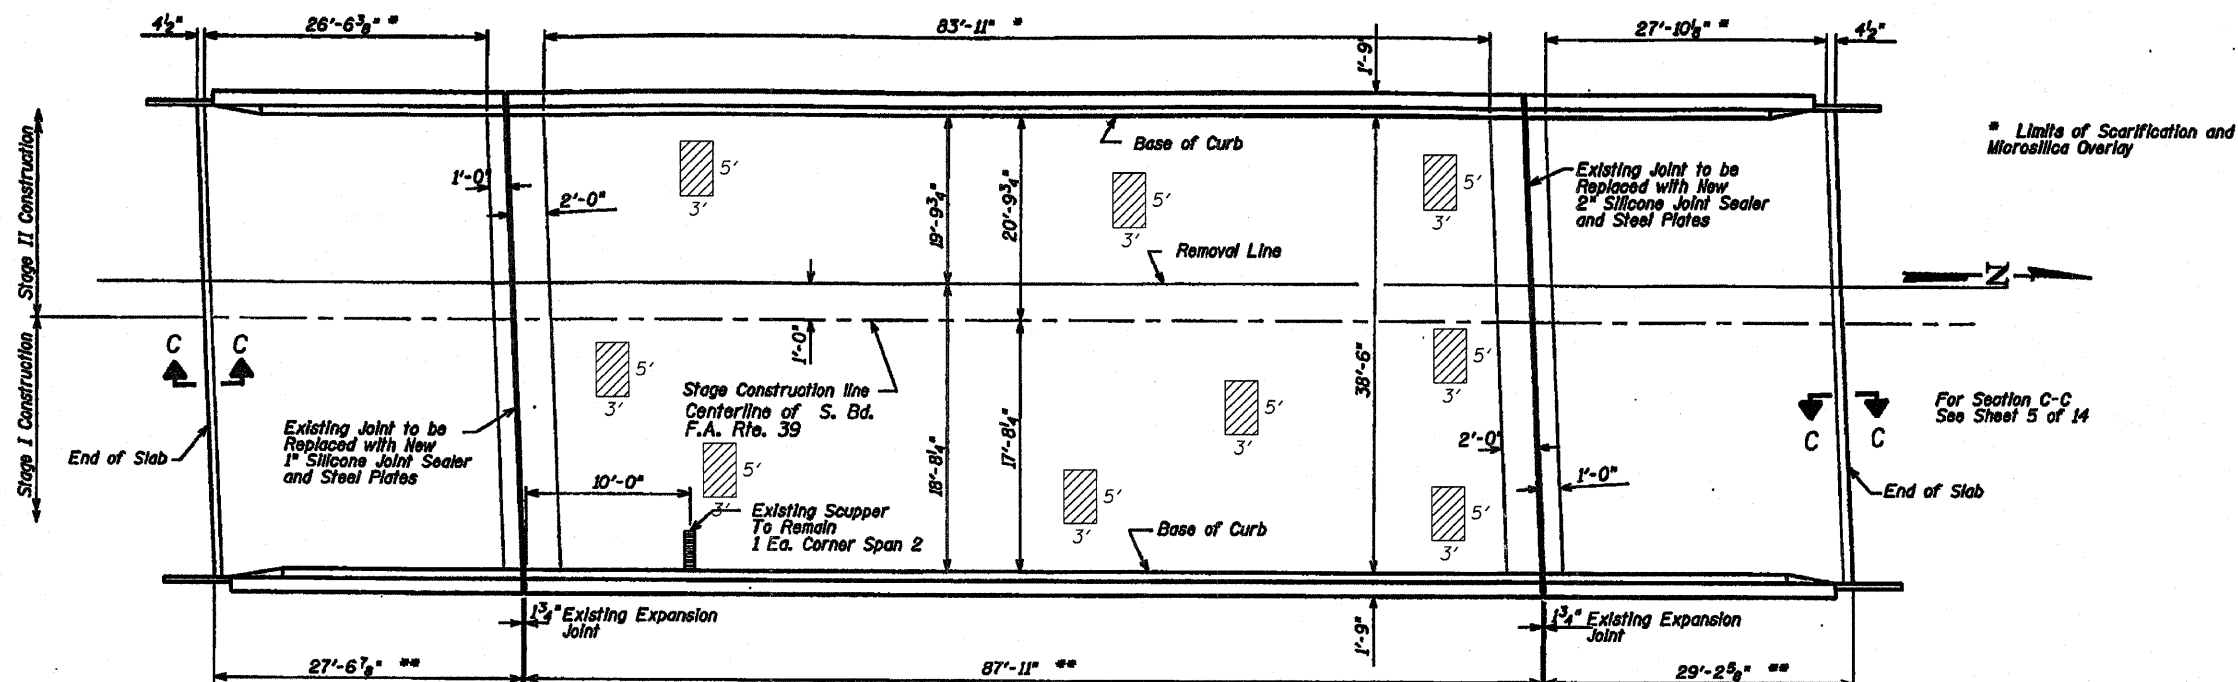 4½" 26'-6⅜" * 83'-11" * 27'-10⅛" * 4½"
1'-9"
* Limits of Scarification and
Microsilica Overlay
Base of Curb
Existing Joint to be
Replaced with New
2" Silicone Joint Sealer
and Steel Plates
Stage II Construction
1'-0"
2'-0"
5'
3'
5'
3'
5'
3'
19'-9¾"
20'-9¾"
Removal Line
N
C C
1'-0"
5'
3'
Stage Construction line
Centerline of S. Bd.
F.A. Rte. 39
38'-6"
5'
3'
5'
3'
For Section C-C
See Sheet 5 of 14
C C
Stage I Construction
End of Slab
Existing Joint to be
Replaced with New
1" Silicone Joint Sealer
and Steel Plates
18'-8¼"
17'-8¼"
2'-0"
1'-0"
5'
3'
10'-0"
5'
3'
5'
3'
End of Slab
Existing Scupper
To Remain
1 Ea. Corner Span 2
Base of Curb
1¾" Existing Expansion
Joint
1'-9"
1¾" Existing Expansion
Joint
27'-6⅞" ** 87'-11" ** 29'-2⅝" **